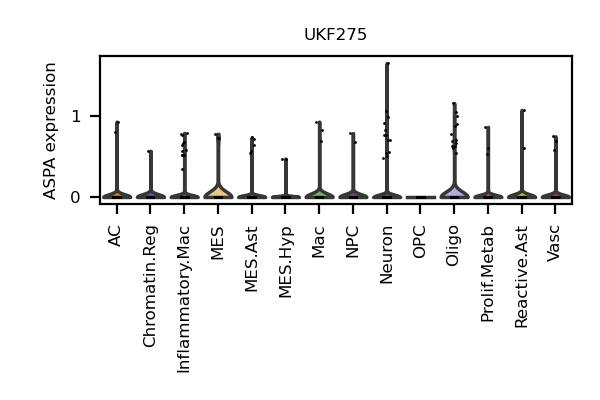 UKF275
ASPA expression
1
0
AC
Chromatin.Reg
Inflammatory.Mac
MES
MES.Ast
MES.Hyp
Mac
NPC
Neuron
OPC
Oligo
Prolif.Metab
Reactive.Ast
Vasc